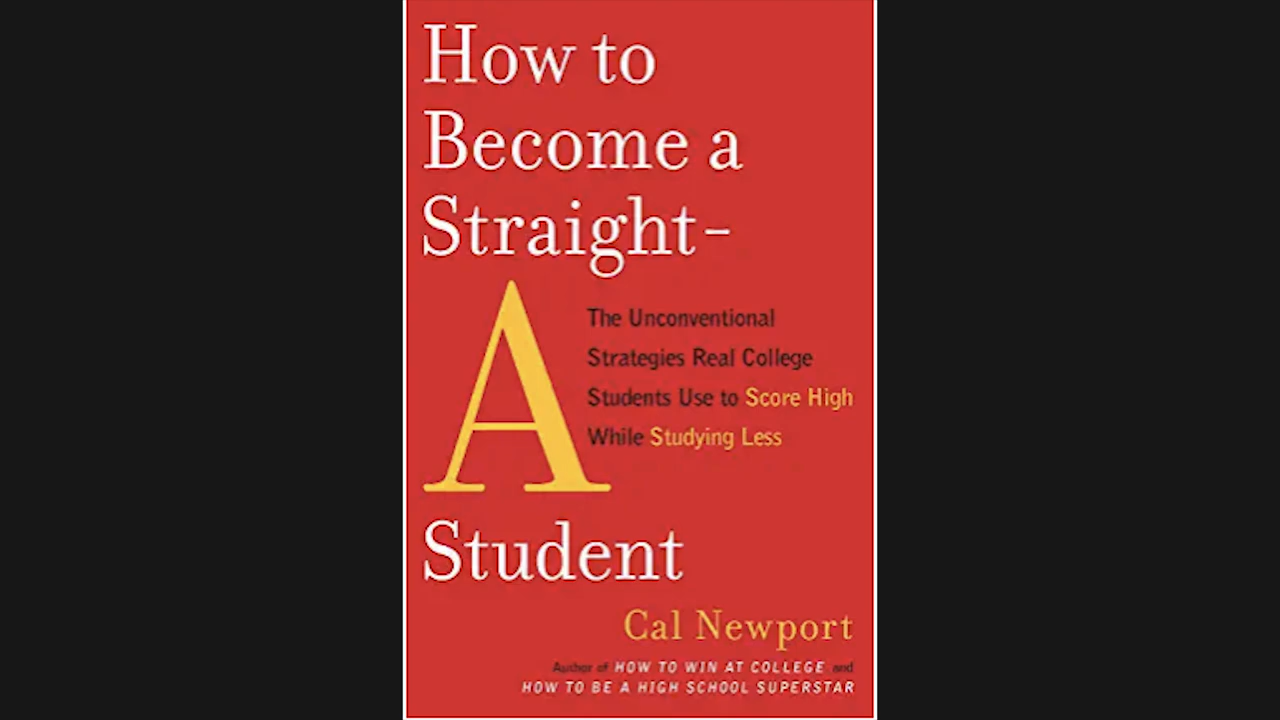 How to
Become a
Straight-
A
The Unconventional
Strategies Real College
Students Use to Score High
While Studying Less
Student
Cal Newport
Author of HOW TO WIN AT COLLEGE and
HOW TO BE A HIGH SCHOOL SUPERSTAR